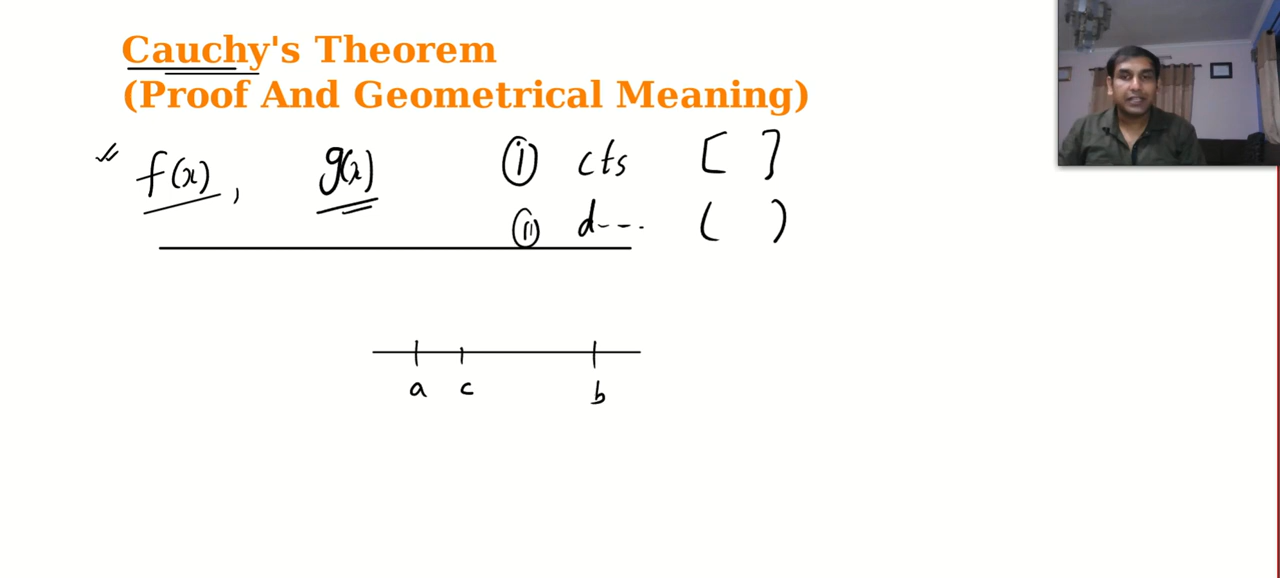 Cauchy's Theorem
(Proof And Geometrical Meaning)
f(x), g(x) (i) cts [ ]
(ii) d---. ( )
a c b